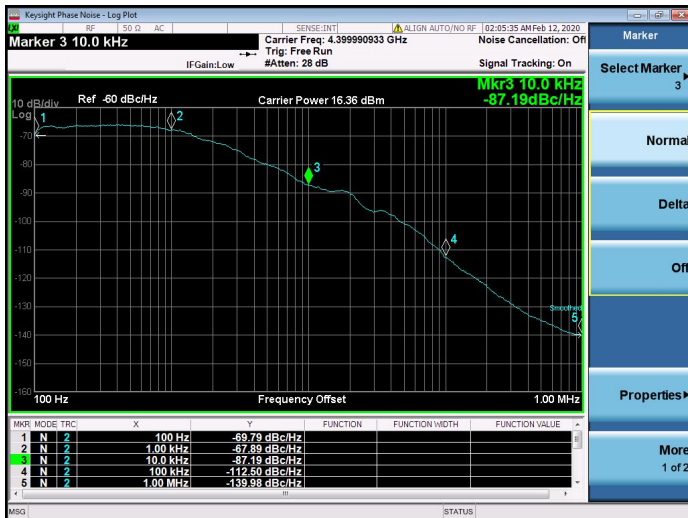 Keysight Phase Noise - Log Plot
LXI RF 50 Ω AC SENSE:INT ALIGN AUTO/NO RF 02:05:35 AM Feb 12, 2020
Marker 3 10.0 kHz Carrier Freq: 4.399990933 GHz Noise Cancellation: Off
Trig: Free Run
IFGain:Low #Atten: 28 dB Signal Tracking: On
Mkr3 10.0 kHz
-87.19dBc/Hz
10 dB/div Ref -60 dBc/Hz Carrier Power 16.36 dBm
Log
1
2
-70
-80
3
-90
-100
4
-110
-120
-130
Smoothed
5
-140
-150
-160
100 Hz Frequency Offset 1.00 MHz
MKR MODE TRC X Y FUNCTION FUNCTION WIDTH FUNCTION VALUE
1 N 2 100 Hz -69.79 dBc/Hz
2 N 2 1.00 kHz -67.89 dBc/Hz
3 N 2 10.0 kHz -87.19 dBc/Hz
4 N 2 100 kHz -112.50 dBc/Hz
5 N 2 1.00 MHz -139.98 dBc/Hz
MSG STATUS
Marker
Select Marker
3
Normal
Delta
Off
Properties
More
1 of 2